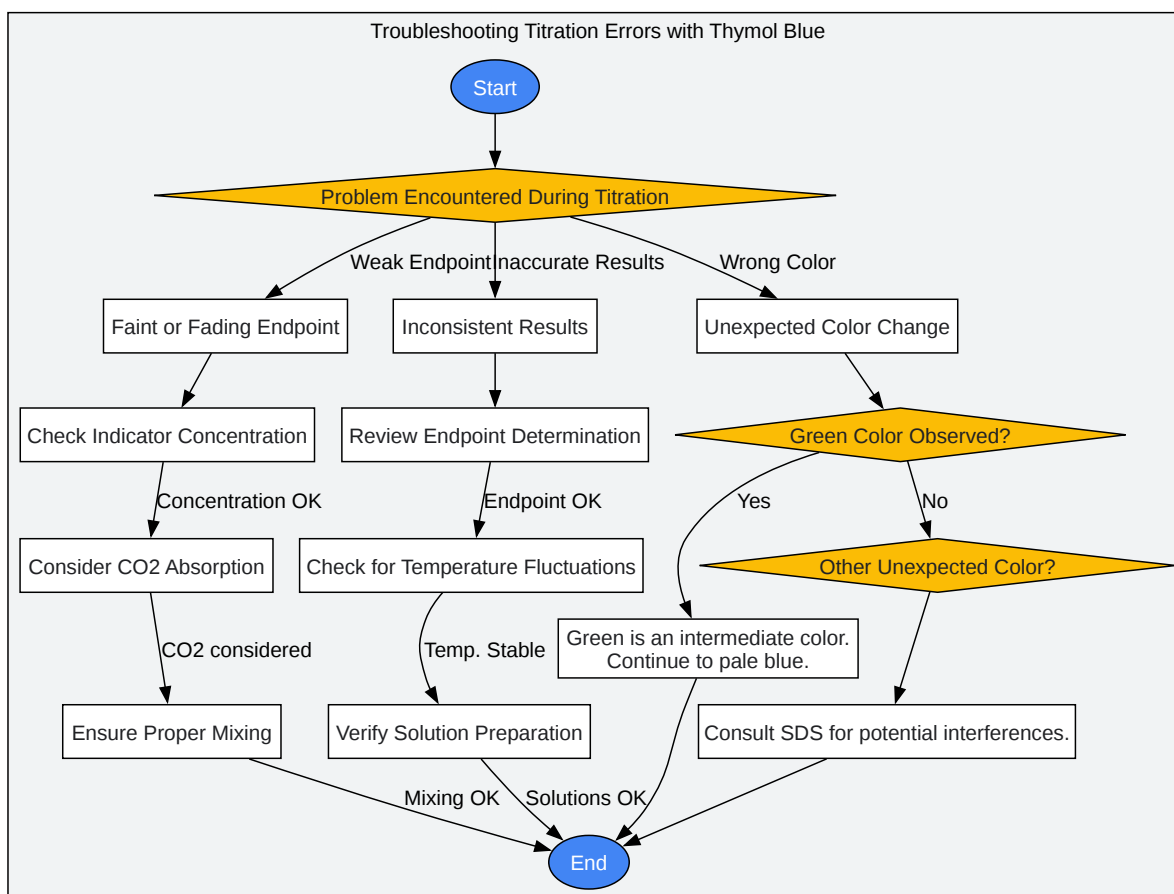 Troubleshooting Titration Errors with Thymol Blue
Start
Problem Encountered During Titration
Weak Endpoint
Inaccurate Results
Wrong Color
Faint or Fading Endpoint
Inconsistent Results
Unexpected Color Change
Check Indicator Concentration
Review Endpoint Determination
Green Color Observed?
Concentration OK
Endpoint OK
Yes
No
Consider CO2 Absorption
Check for Temperature Fluctuations
Other Unexpected Color?
CO2 considered
Temp. Stable
Green is an intermediate color.
Continue to pale blue.
Ensure Proper Mixing
Verify Solution Preparation
Consult SDS for potential interferences.
Mixing OK
Solutions OK
End